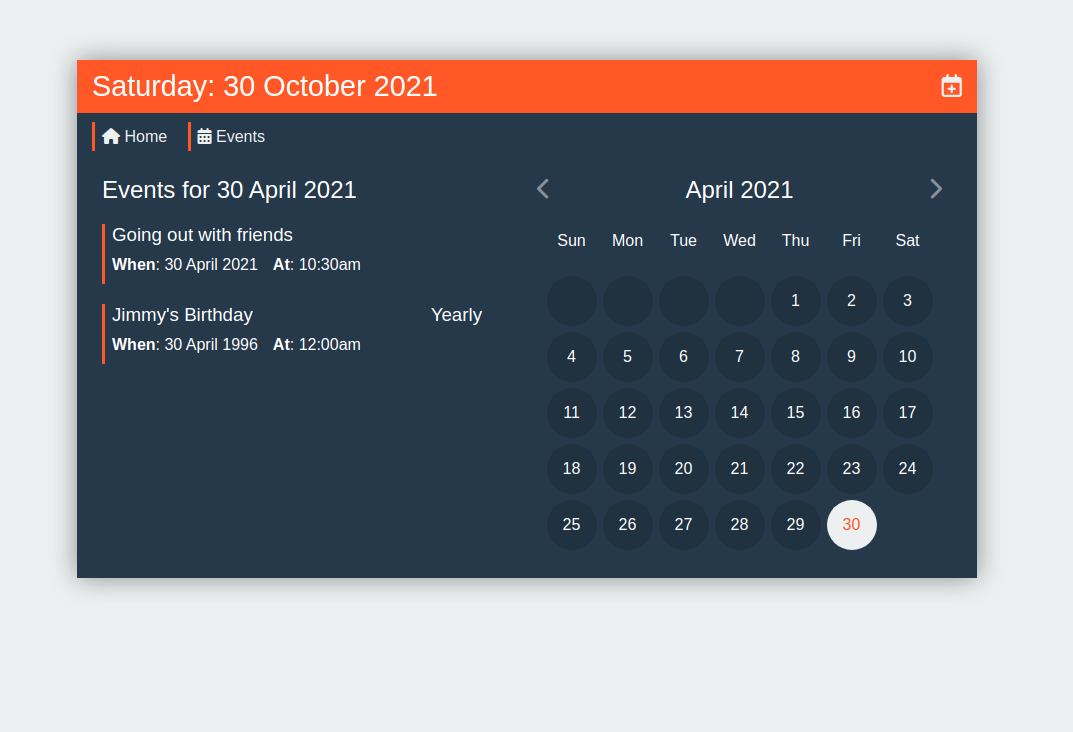 Saturday: 30 October 2021
Home Events
Events for 30 April 2021
Going out with friends
When: 30 April 2021 At: 10:30am
Jimmy's Birthday Yearly
When: 30 April 1996 At: 12:00am
April 2021
Sun Mon Tue Wed Thu Fri Sat
1 2 3
4 5 6 7 8 9 10
11 12 13 14 15 16 17
18 19 20 21 22 23 24
25 26 27 28 29 30